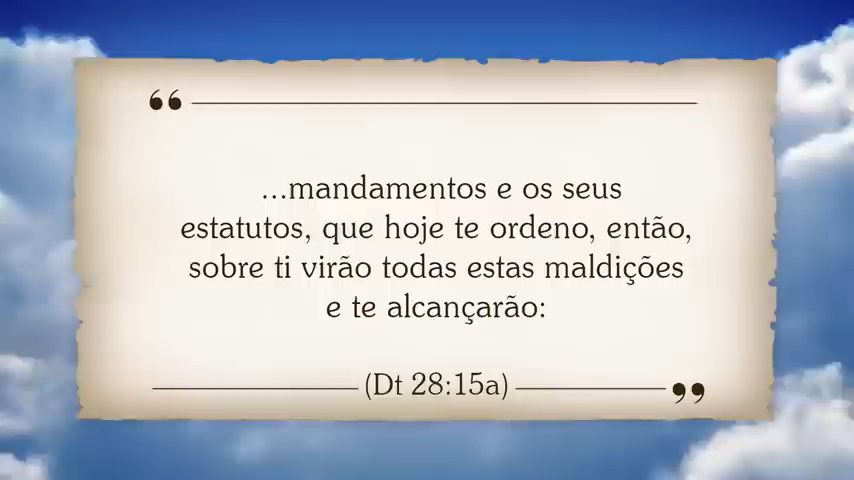 “
...mandamentos e os seus
estatutos, que hoje te ordeno, então,
sobre ti virão todas estas maldições
e te alcançarão:
(Dt 28:15a)
”